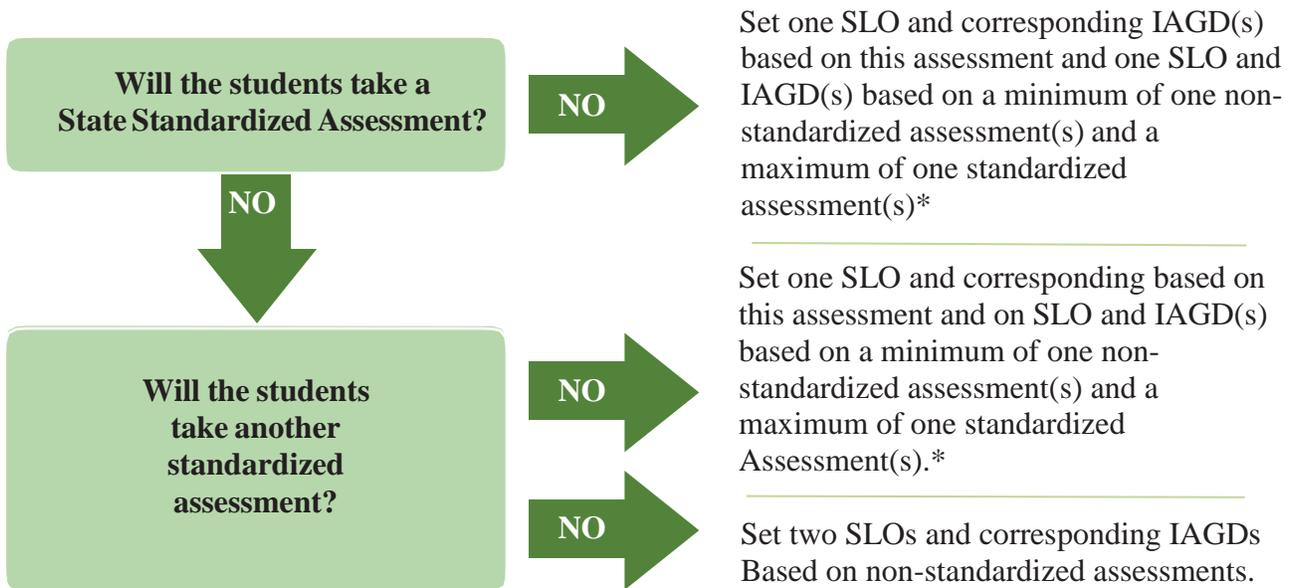 Will the students take a
State Standardized Assessment?
NO
Set one SLO and corresponding IAGD(s)
based on this assessment and one SLO and
IAGD(s) based on a minimum of one non-
standardized assessment(s) and a
maximum of one standardized
assessment(s)*
NO
Will the students
take another
standardized
assessment?
NO
Set one SLO and corresponding based on
this assessment and on SLO and IAGD(s)
based on a minimum of one non-
standardized assessment(s) and a
maximum of one standardized
Assessment(s).*
NO
Set two SLOs and corresponding IAGDs
Based on non-standardized assessments.